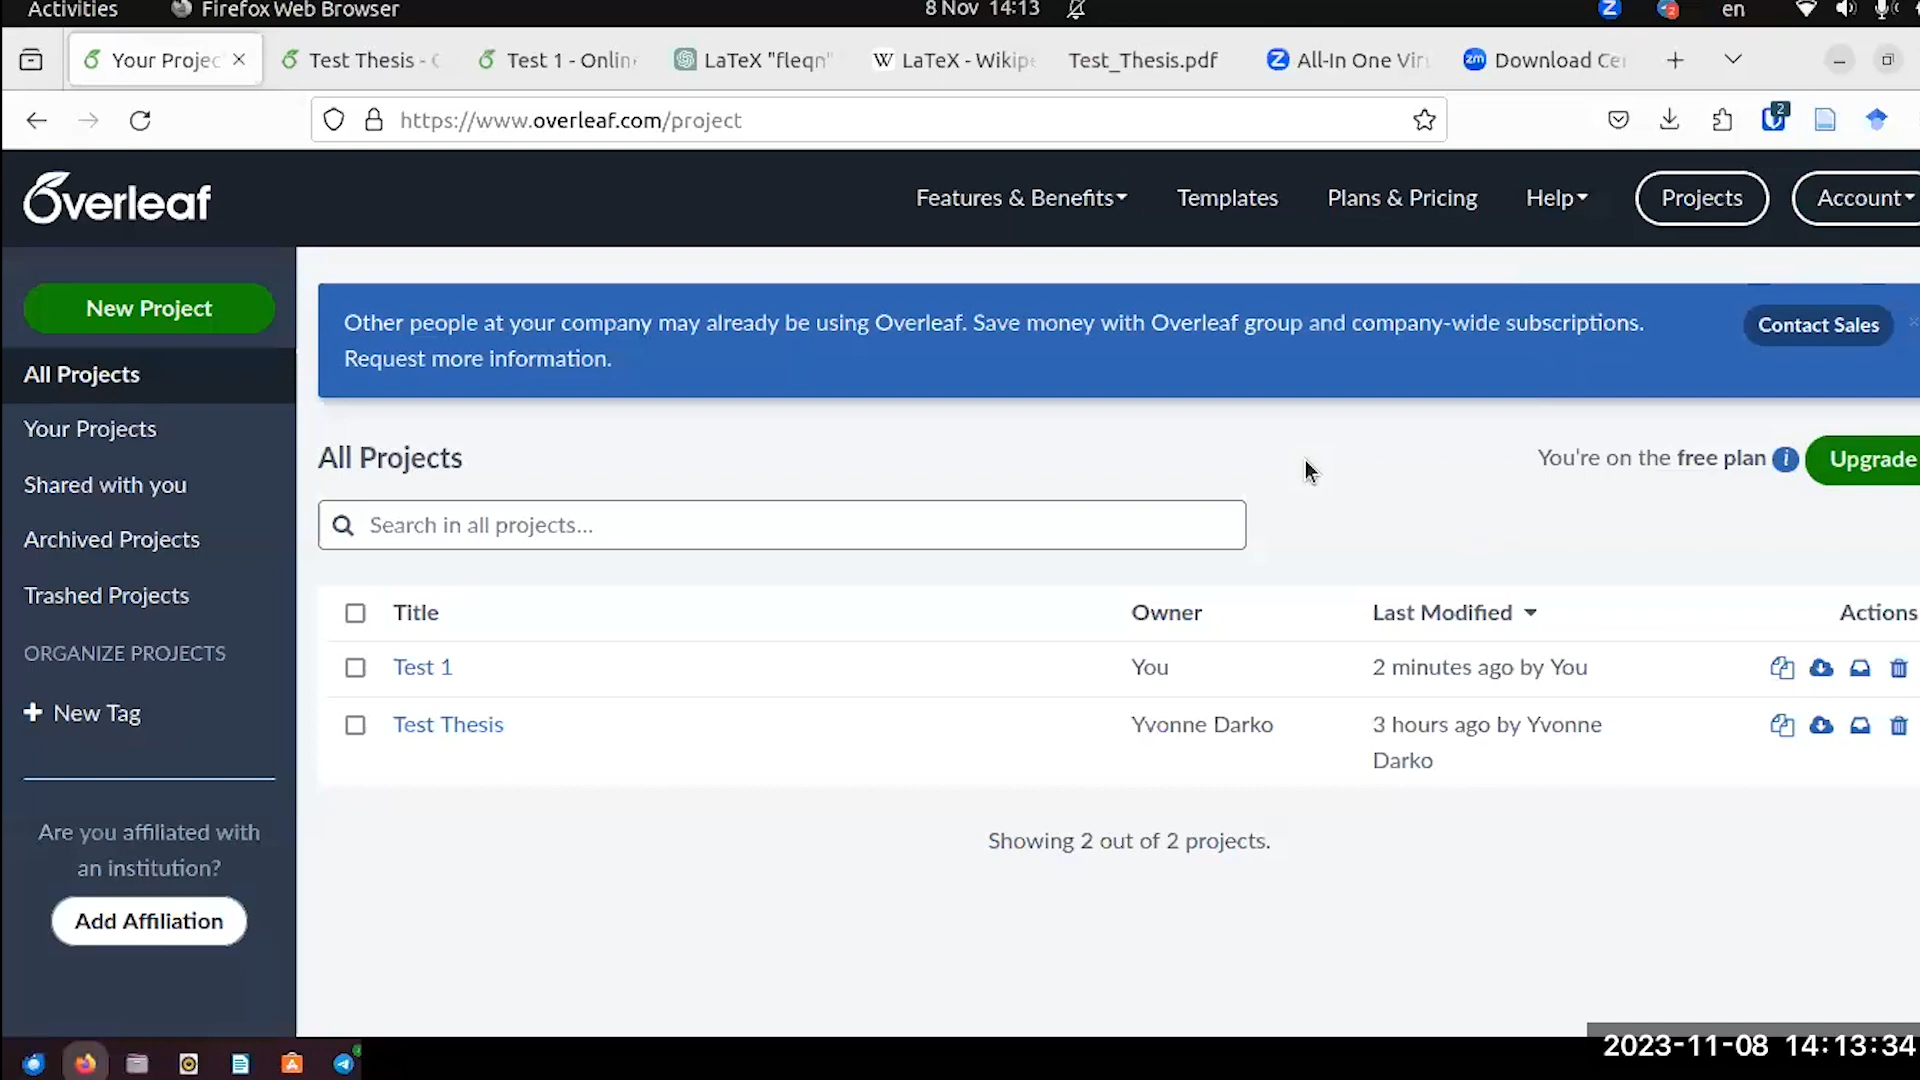 Activities Firefox Web Browser 8 Nov 14:13 en
Your Projec Test Thesis - Test 1 - Onlin LaTeX "fleqn" LaTeX - Wikip Test_Thesis.pdf All-In One Vir Download Ce
https://www.overleaf.com/project 2
Overleaf Features & Benefits Templates Plans & Pricing Help Projects Account
New Project
Other people at your company may already be using Overleaf. Save money with Overleaf group and company-wide subscriptions. Contact Sales
Request more information.
All Projects
Your Projects
Shared with you
Archived Projects
Trashed Projects
ORGANIZE PROJECTS
New Tag
Are you affiliated with
an institution?
Add Affiliation
All Projects You're on the free plan i Upgrade
Search in all projects...
Title Owner Last Modified Actions
Test 1 You 2 minutes ago by You
Test Thesis Yvonne Darko 3 hours ago by Yvonne
Darko
Showing 2 out of 2 projects.
2023-11-08 14:13:34